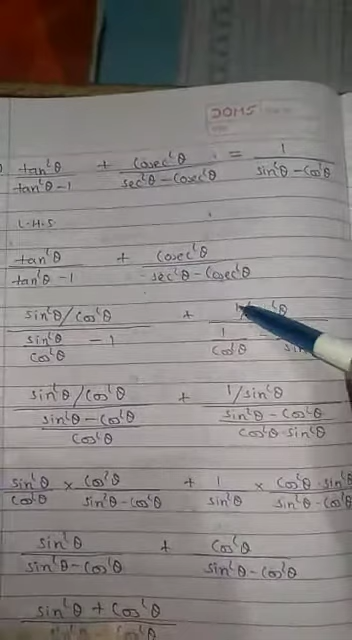 DOMS
tan²θ/tan²θ-1 + Cosec²θ/sec²θ-Cosec²θ = 1/sin²θ-Cos²θ
L.H.S
tan²θ/tan²θ-1 + Cosec²θ/sec²θ-Cosec²θ
sin²θ/Cos²θ / sin²θ/Cos²θ - 1 + θ / 1/Cos²θ -
sin²θ/Cos²θ / sin²θ-Cos²θ/Cos²θ + 1/sin²θ / sin²θ-Cos²θ/Cos²θ·sin²θ
sin²θ/Cos²θ × Cos²θ/sin²θ-Cos²θ + 1/sin²θ × Cos²θ·sin²θ/sin²θ-Cos²θ
sin²θ/sin²θ-Cos²θ + Cos²θ/sin²θ-Cos²θ
sin²θ + Cos²θ